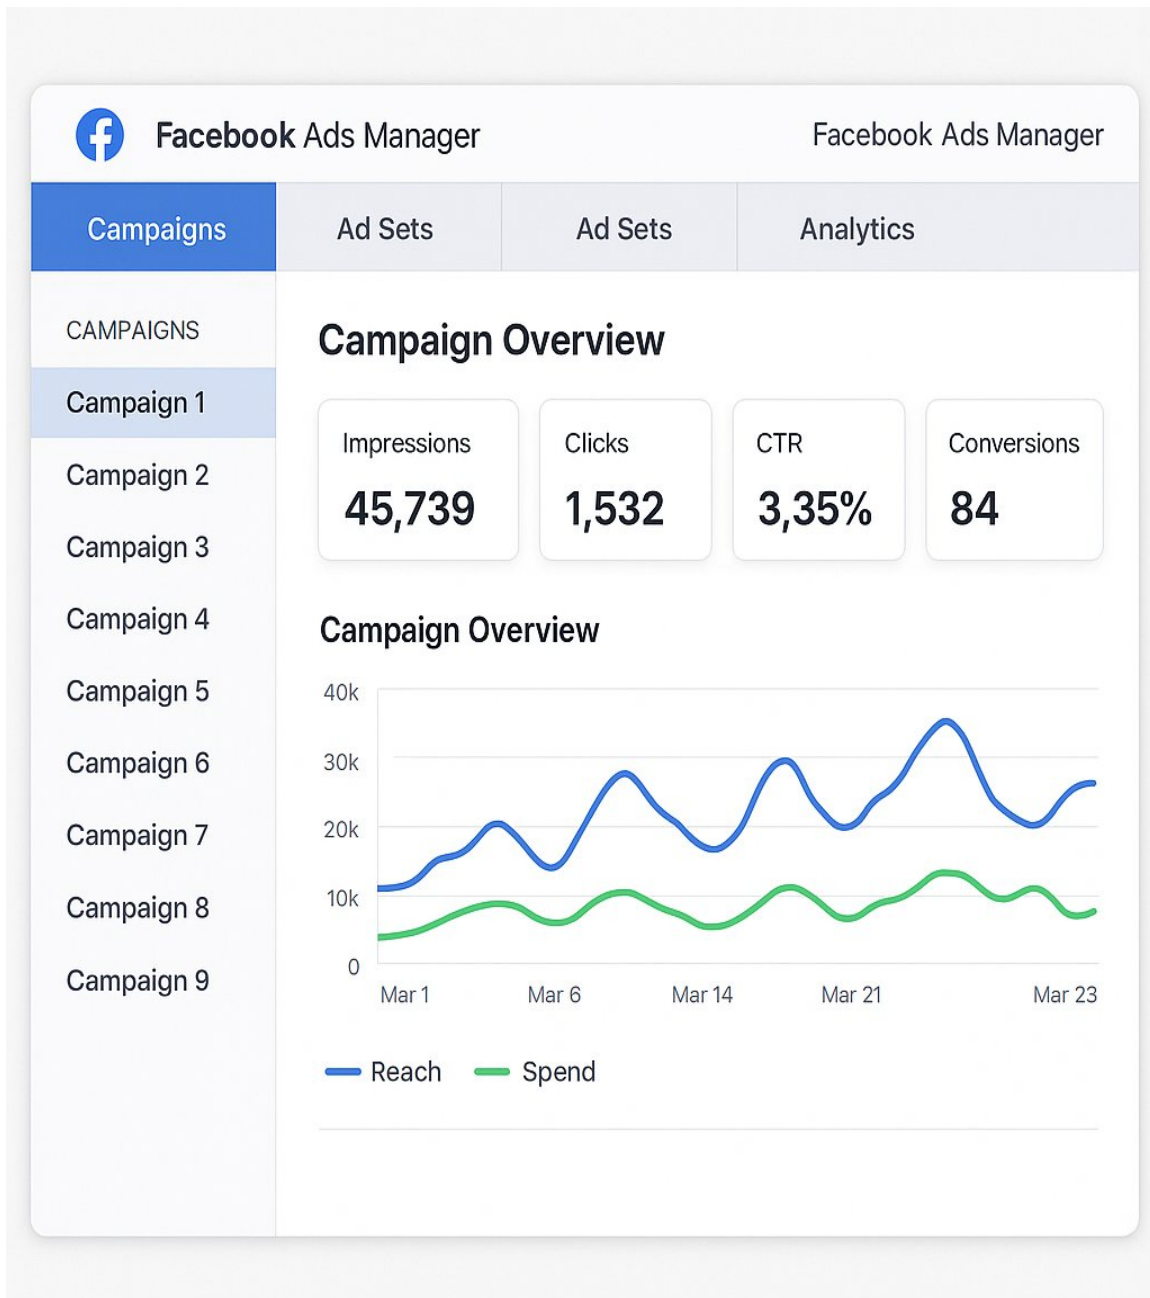 Facebook Ads Manager
Facebook Ads Manager
Campaigns
Ad Sets
Ad Sets
Analytics
CAMPAIGNS
Campaign 1
Campaign 2
Campaign 3
Campaign 4
Campaign 5
Campaign 6
Campaign 7
Campaign 8
Campaign 9
Campaign Overview
Impressions
45,739
Clicks
1,532
CTR
3,35%
Conversions
84
Campaign Overview
40k
30k
20k
10k
0
Mar 1
Mar 6
Mar 14
Mar 21
Mar 23
Reach
Spend